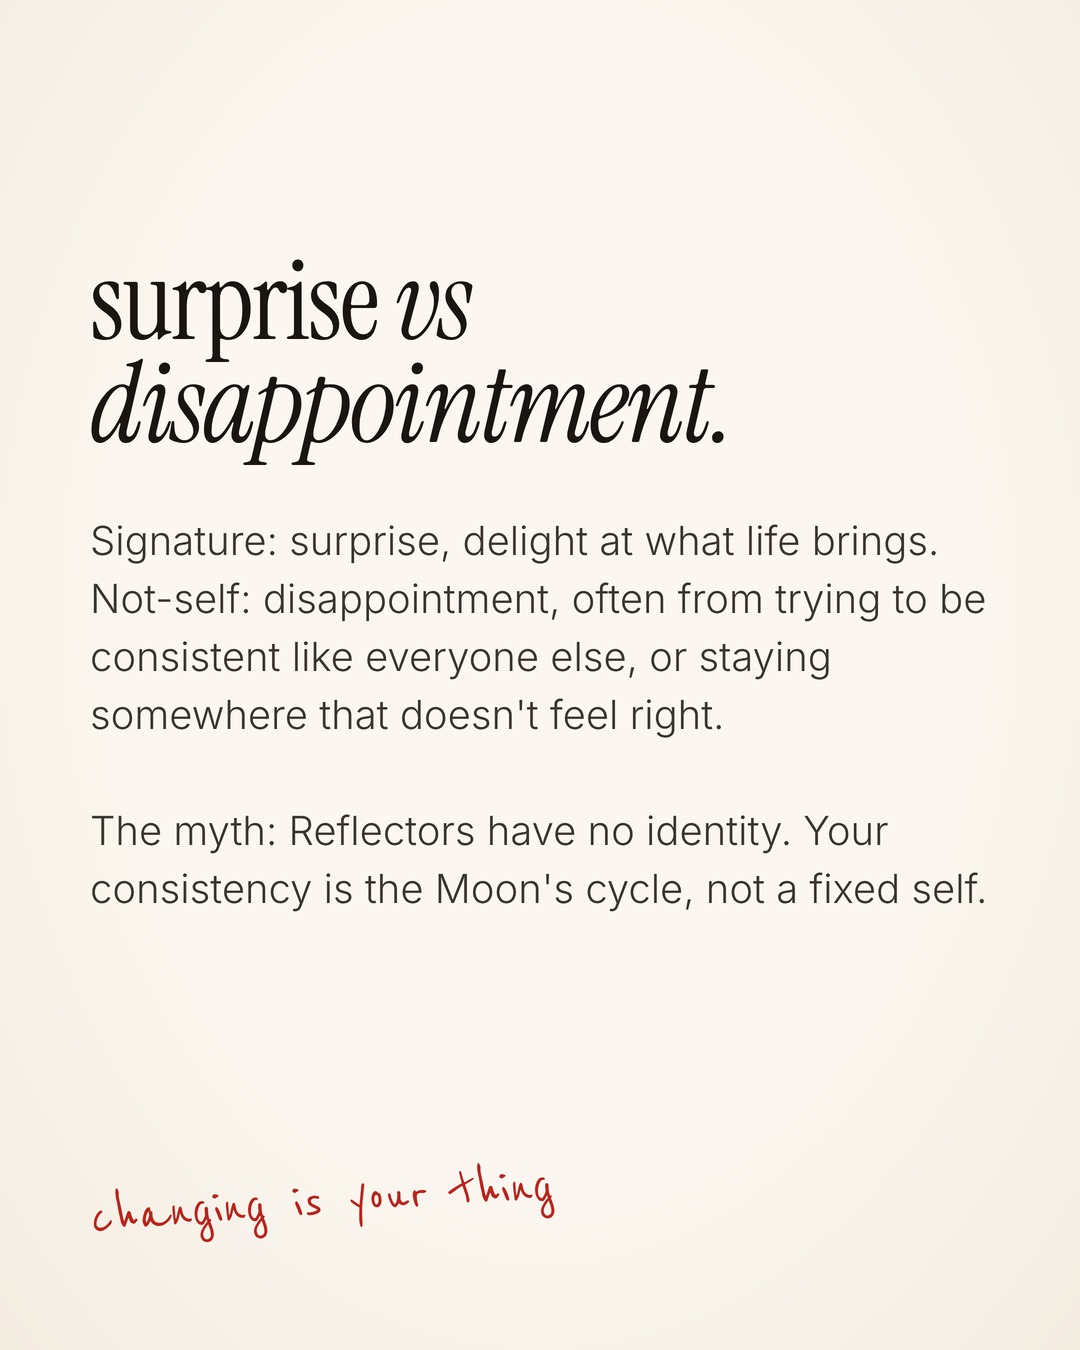 surprise vs
disappointment.
Signature: surprise, delight at what life brings.
Not-self: disappointment, often from trying to be
consistent like everyone else, or staying
somewhere that doesn't feel right.
The myth: Reflectors have no identity. Your
consistency is the Moon's cycle, not a fixed self.
changing is your thing